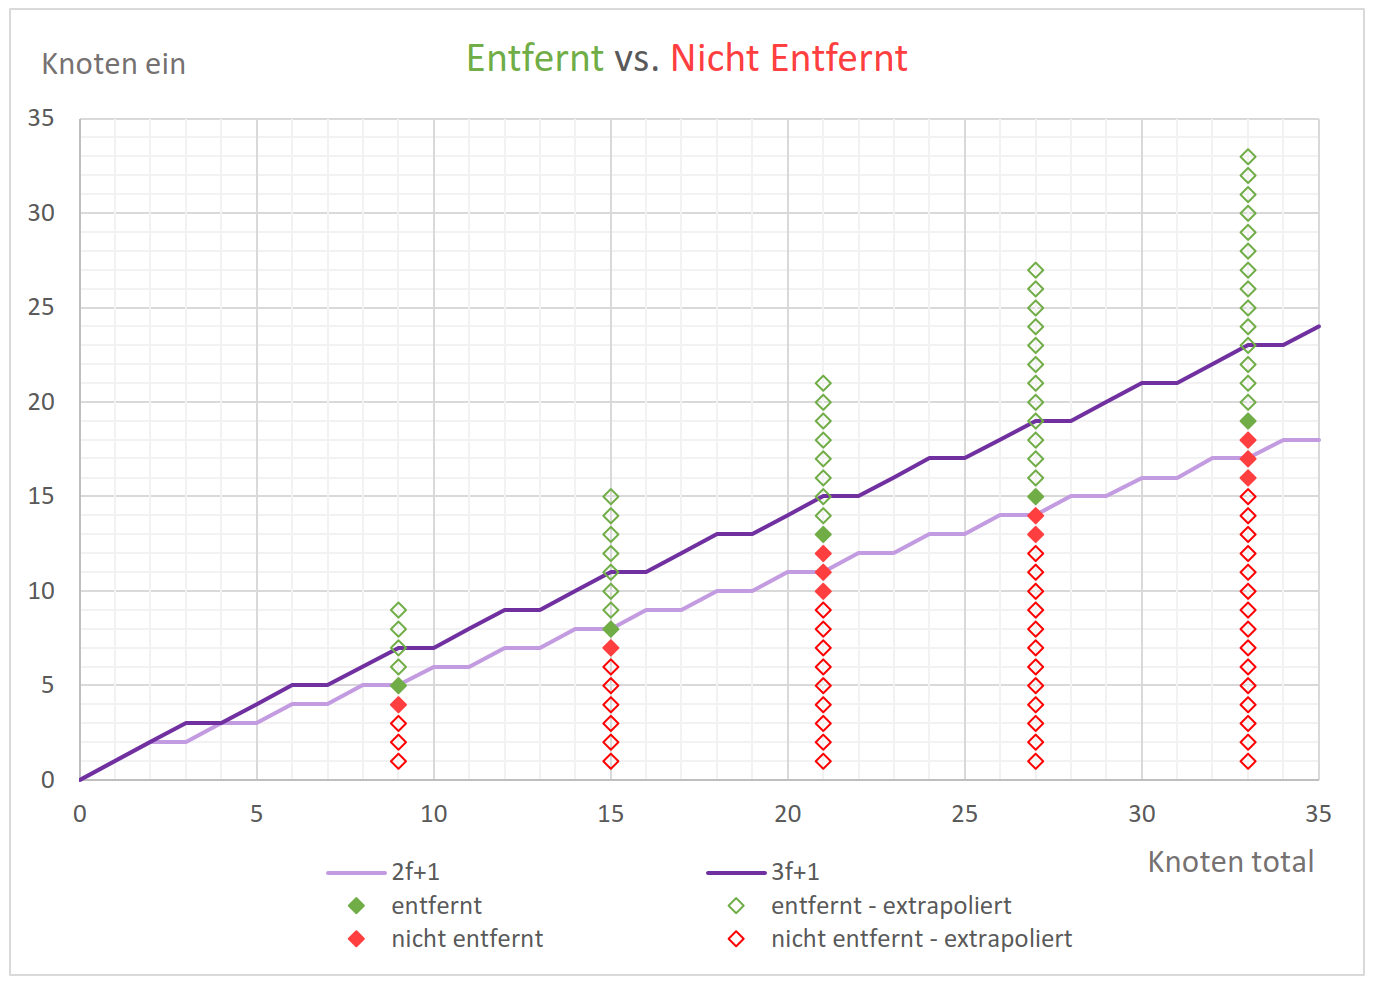 Knoten ein
Entfernt vs. Nicht Entfernt
35
30
25
20
15
10
5
0
0 5 10 15 20 25 30 35
Knoten total
2f+1 3f+1
entfernt entfernt - extrapoliert
nicht entfernt nicht entfernt - extrapoliert